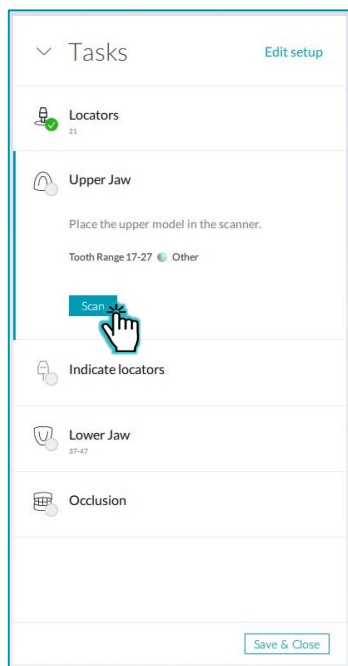 Tasks Edit setup
Locators
21
Upper Jaw
Place the upper model in the scanner.
Tooth Range 17-27 Other
Scan
Indicate locators
Lower Jaw
37-47
Occlusion
Save & Close